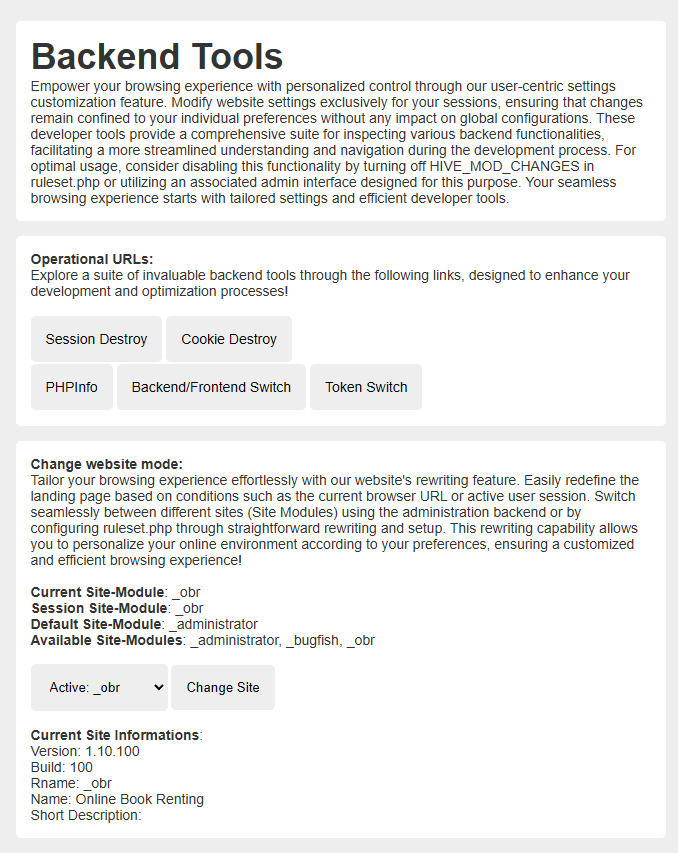 Backend Tools
Empower your browsing experience with personalized control through our user-centric settings
customization feature. Modify website settings exclusively for your sessions, ensuring that changes
remain confined to your individual preferences without any impact on global configurations. These
developer tools provide a comprehensive suite for inspecting various backend functionalities,
facilitating a more streamlined understanding and navigation during the development process. For
optimal usage, consider disabling this functionality by turning off HIVE_MOD_CHANGES in
ruleset.php or utilizing an associated admin interface designed for this purpose. Your seamless
browsing experience starts with tailored settings and efficient developer tools.
Operational URLs:
Explore a suite of invaluable backend tools through the following links, designed to enhance your
development and optimization processes!
Session Destroy Cookie Destroy
PHPInfo Backend/Frontend Switch Token Switch
Change website mode:
Tailor your browsing experience effortlessly with our website's rewriting feature. Easily redefine the
landing page based on conditions such as the current browser URL or active user session. Switch
seamlessly between different sites (Site Modules) using the administration backend or by
configuring ruleset.php through straightforward rewriting and setup. This rewriting capability allows
you to personalize your online environment according to your preferences, ensuring a customized
and efficient browsing experience!
Current Site-Module: _obr
Session Site-Module: _obr
Default Site-Module: _administrator
Available Site-Modules: _administrator, _bugfish, _obr
Active: _obr Change Site
Current Site Informations:
Version: 1.10.100
Build: 100
Rname: _obr
Name: Online Book Renting
Short Description: